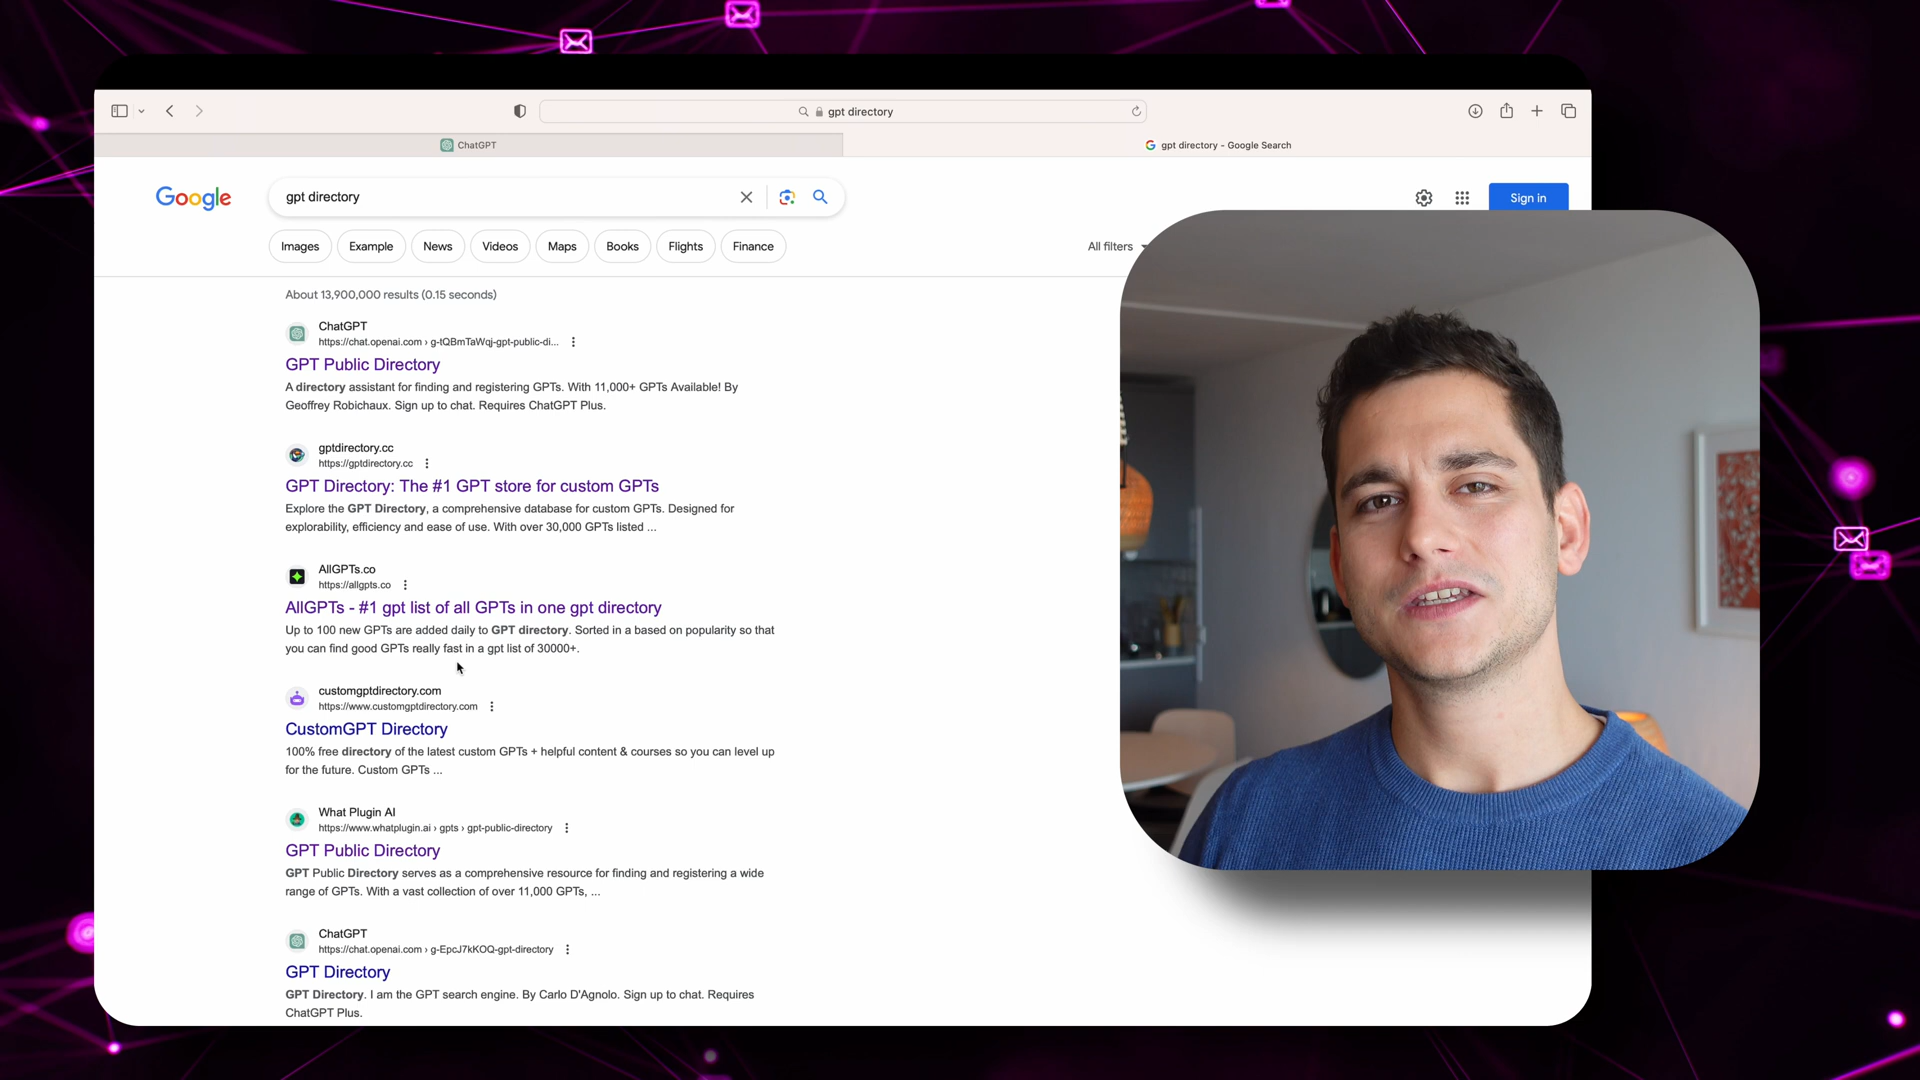 gpt directory
ChatGPT
gpt directory - Google Search
Google
gpt directory
Sign in
Images
Example
News
Videos
Maps
Books
Flights
Finance
All filters
About 13,900,000 results (0.15 seconds)
ChatGPT
https://chat.openai.com › g-tQBmTaWqj-gpt-public-di...
GPT Public Directory
A directory assistant for finding and registering GPTs. With 11,000+ GPTs Available! By
Geoffrey Robichaux. Sign up to chat. Requires ChatGPT Plus.
gptdirectory.cc
https://gptdirectory.cc
GPT Directory: The #1 GPT store for custom GPTs
Explore the GPT Directory, a comprehensive database for custom GPTs. Designed for
explorability, efficiency and ease of use. With over 30,000 GPTs listed ...
AllGPTs.co
https://allgpts.co
AllGPTs - #1 gpt list of all GPTs in one gpt directory
Up to 100 new GPTs are added daily to GPT directory. Sorted in a based on popularity so that
you can find good GPTs really fast in a gpt list of 30000+.
customgptdirectory.com
https://www.customgptdirectory.com
CustomGPT Directory
100% free directory of the latest custom GPTs + helpful content & courses so you can level up
for the future. Custom GPTs ...
What Plugin AI
https://www.whatplugin.ai › gpts › gpt-public-directory
GPT Public Directory
GPT Public Directory serves as a comprehensive resource for finding and registering a wide
range of GPTs. With a vast collection of over 11,000 GPTs, ...
ChatGPT
https://chat.openai.com › g-EpcJ7kKOQ-gpt-directory
GPT Directory
GPT Directory. I am the GPT search engine. By Carlo D'Agnolo. Sign up to chat. Requires
ChatGPT Plus.